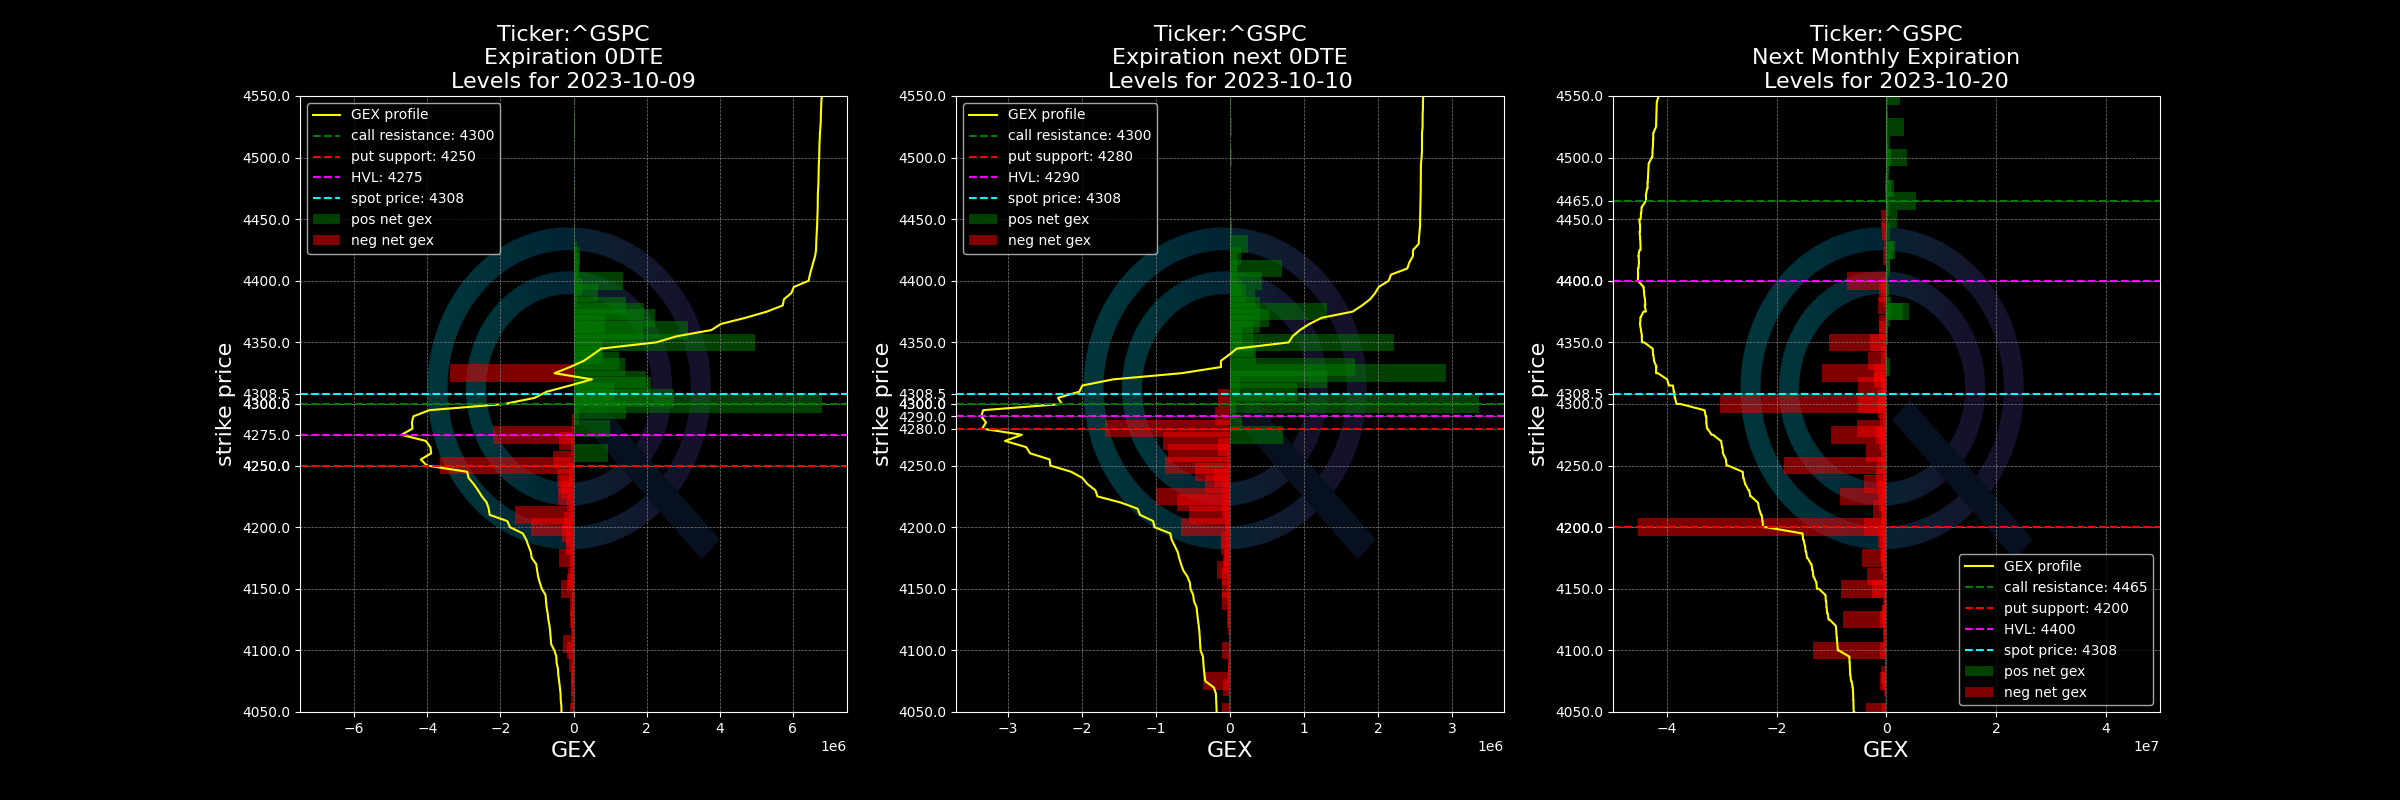 Ticker:^GSPC
Expiration 0DTE
Levels for 2023-10-09
GEX profile
call resistance: 4300
put support: 4250
HVL: 4275
spot price: 4308
pos net gex
neg net gex
strike price
4550.0
4500.0
4450.0
4400.0
4350.0
4308.5
4300.0
4275.0
4250.0
4200.0
4150.0
4100.0
4050.0
−6 −4 −2 0 2 4 6
1e6
GEX
Ticker:^GSPC
Expiration next 0DTE
Levels for 2023-10-10
GEX profile
call resistance: 4300
put support: 4280
HVL: 4290
spot price: 4308
pos net gex
neg net gex
strike price
4550.0
4500.0
4450.0
4400.0
4350.0
4308.5
4300.0
4290.0
4280.0
4250.0
4200.0
4150.0
4100.0
4050.0
−3 −2 −1 0 1 2 3
1e6
GEX
Ticker:^GSPC
Next Monthly Expiration
Levels for 2023-10-20
strike price
4550.0
4500.0
4465.0
4450.0
4400.0
4350.0
4308.5
4300.0
4250.0
4200.0
4150.0
4100.0
4050.0
GEX profile
call resistance: 4465
put support: 4200
HVL: 4400
spot price: 4308
pos net gex
neg net gex
−4 −2 0 2 4
1e7
GEX